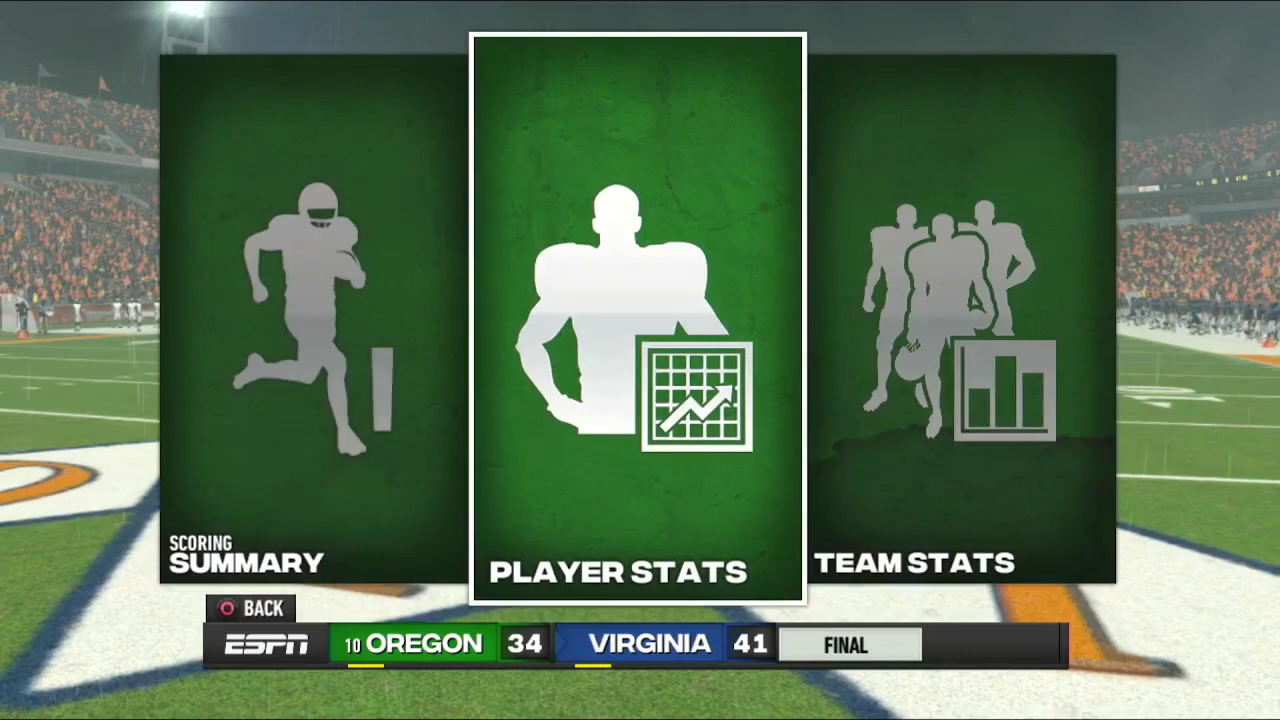 SCORING
SUMMARY
PLAYER STATS
TEAM STATS
BACK
ESPN 10 OREGON 34 VIRGINIA 41 FINAL